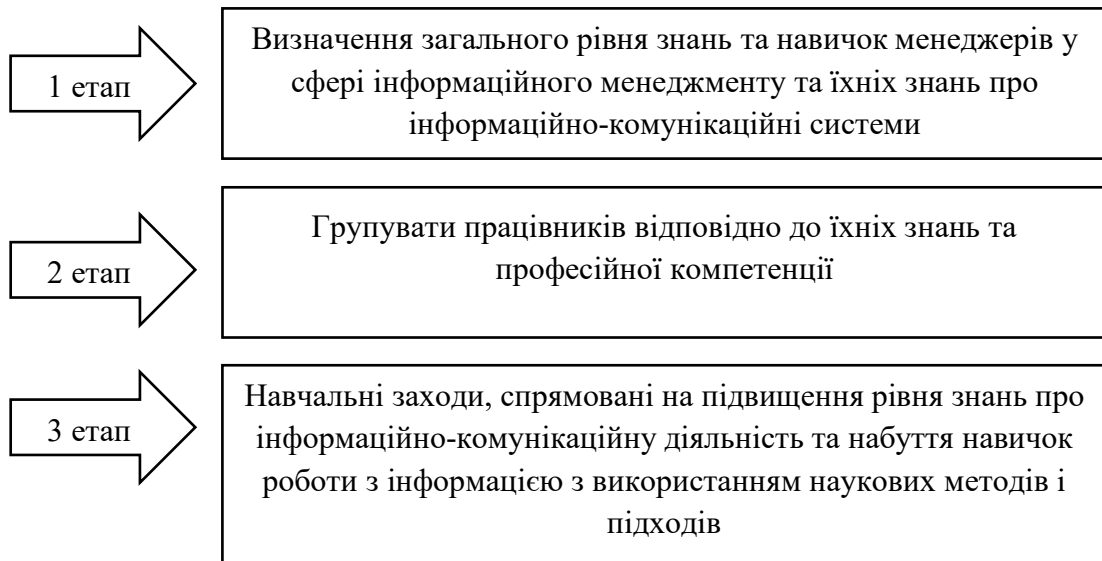 1 етап
Визначення загального рівня знань та навичок менеджерів у
сфері інформаційного менеджменту та їхніх знань про
інформаційно-комунікаційні системи
2 етап
Групувати працівників відповідно до їхніх знань та
професійної компетенції
3 етап
Навчальні заходи, спрямовані на підвищення рівня знань про
інформаційно-комунікаційну діяльність та набуття навичок
роботи з інформацією з використанням наукових методів і
підходів